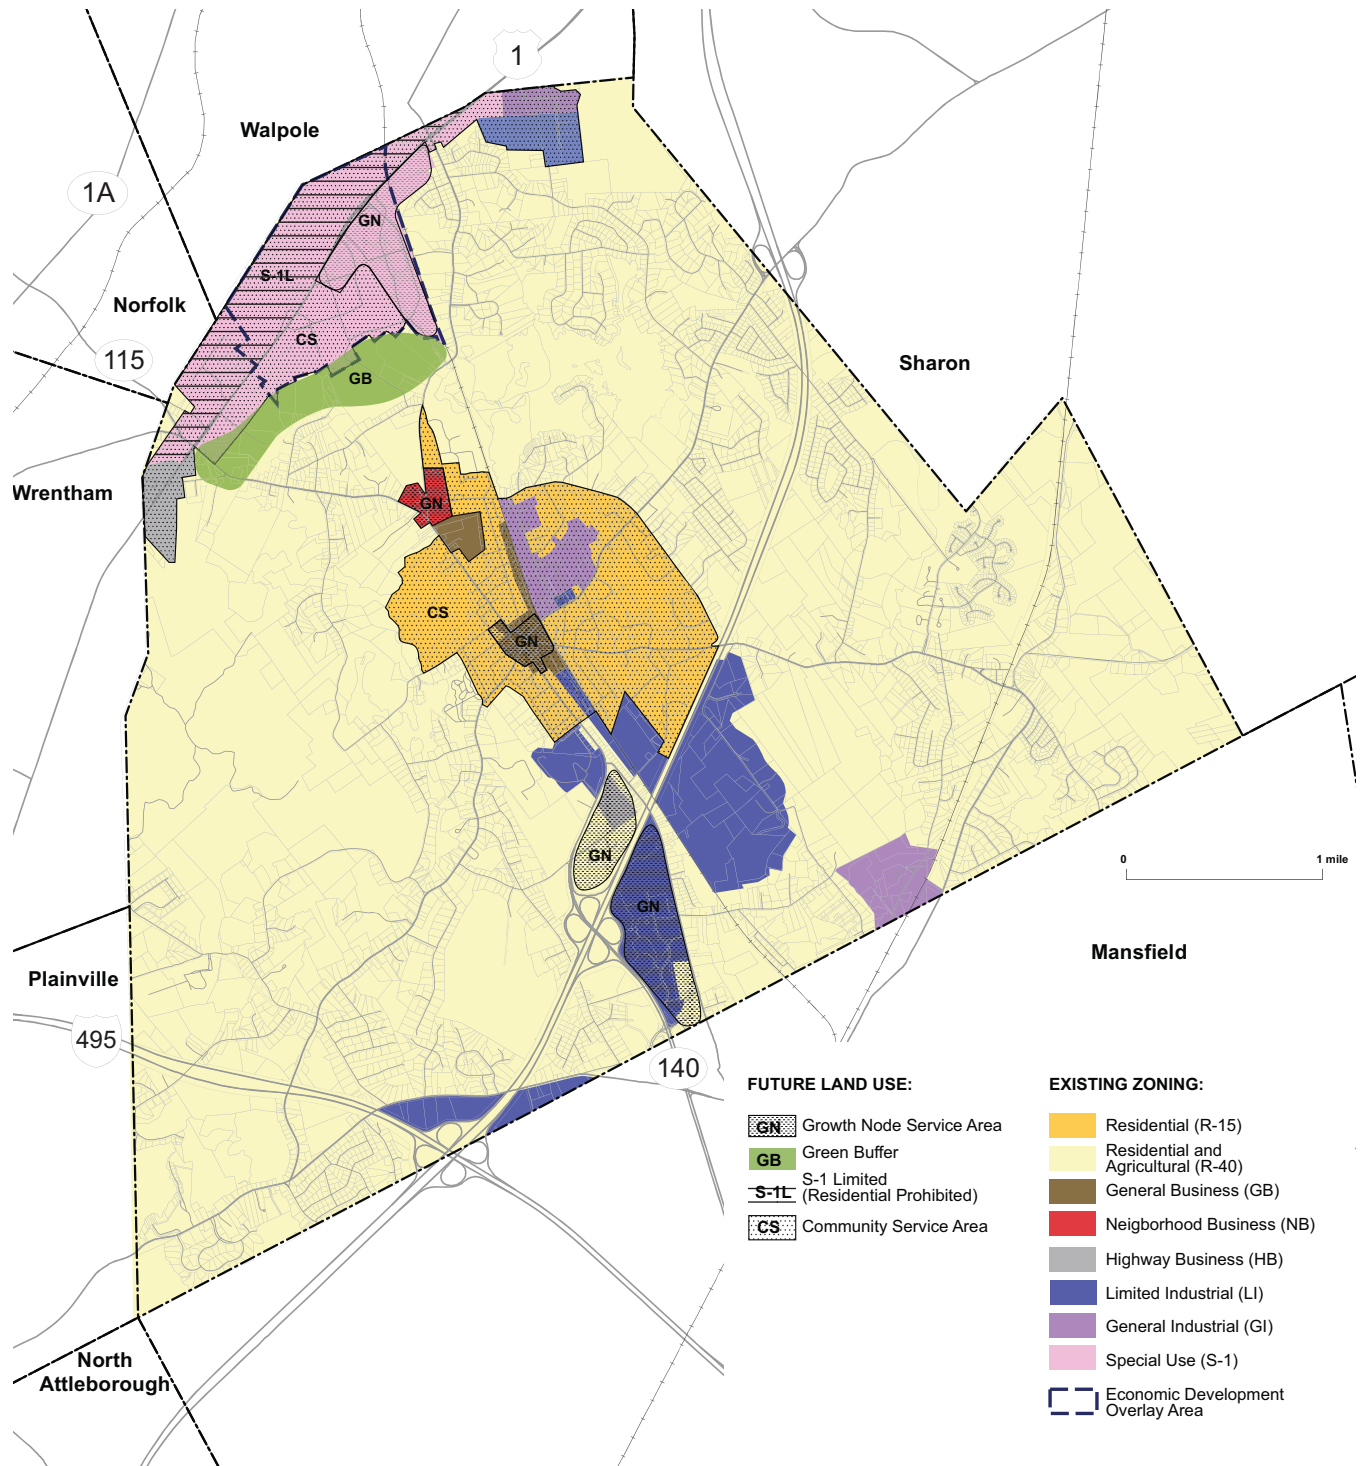 1
Walpole
1A
GN
S-1L
Norfolk
CS
115
Sharon
GB
Wrentham
GN
CS
GN
GN
0 1 mile
GN
Mansfield
Plainville
495
140
FUTURE LAND USE:
GN Growth Node Service Area
GB Green Buffer
S-1L S-1 Limited
(Residential Prohibited)
CS Community Service Area
EXISTING ZONING:
Residential (R-15)
Residential and
Agricultural (R-40)
General Business (GB)
Neigborhood Business (NB)
Highway Business (HB)
Limited Industrial (LI)
General Industrial (GI)
Special Use (S-1)
Economic Development
Overlay Area
North
Attleborough